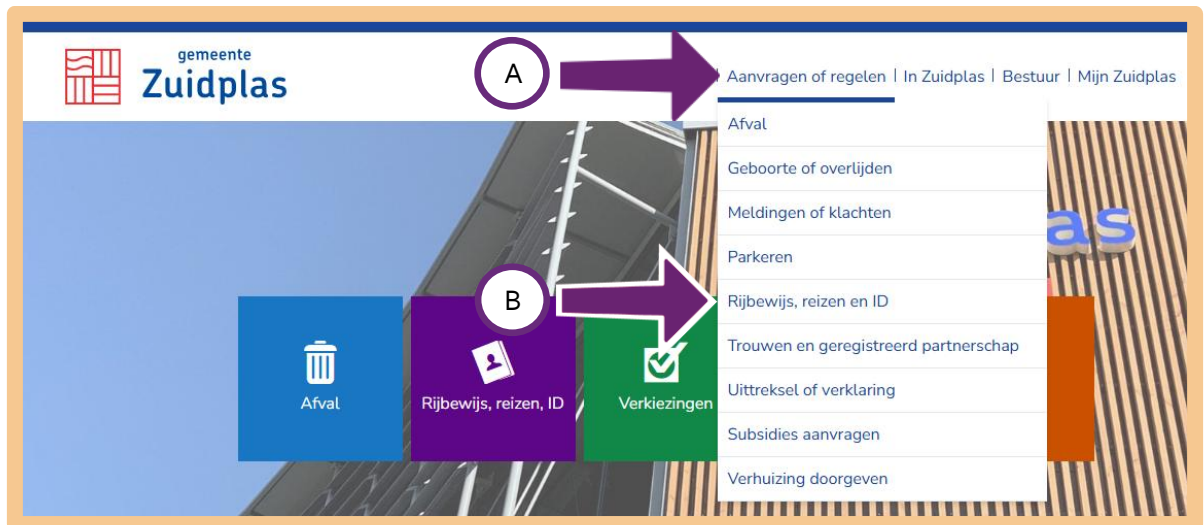 gemeente
Zuidplas
A
Aanvragen of regelen | In Zuidplas | Bestuur | Mijn Zuidplas
Afval
Geboorte of overlijden
Meldingen of klachten
Parkeren
as
B
Rijbewijs, reizen en ID
Trouwen en geregistreerd partnerschap
Uittreksel of verklaring
Subsidies aanvragen
Verhuizing doorgeven
Afval
Rijbewijs, reizen, ID
Verkiezingen